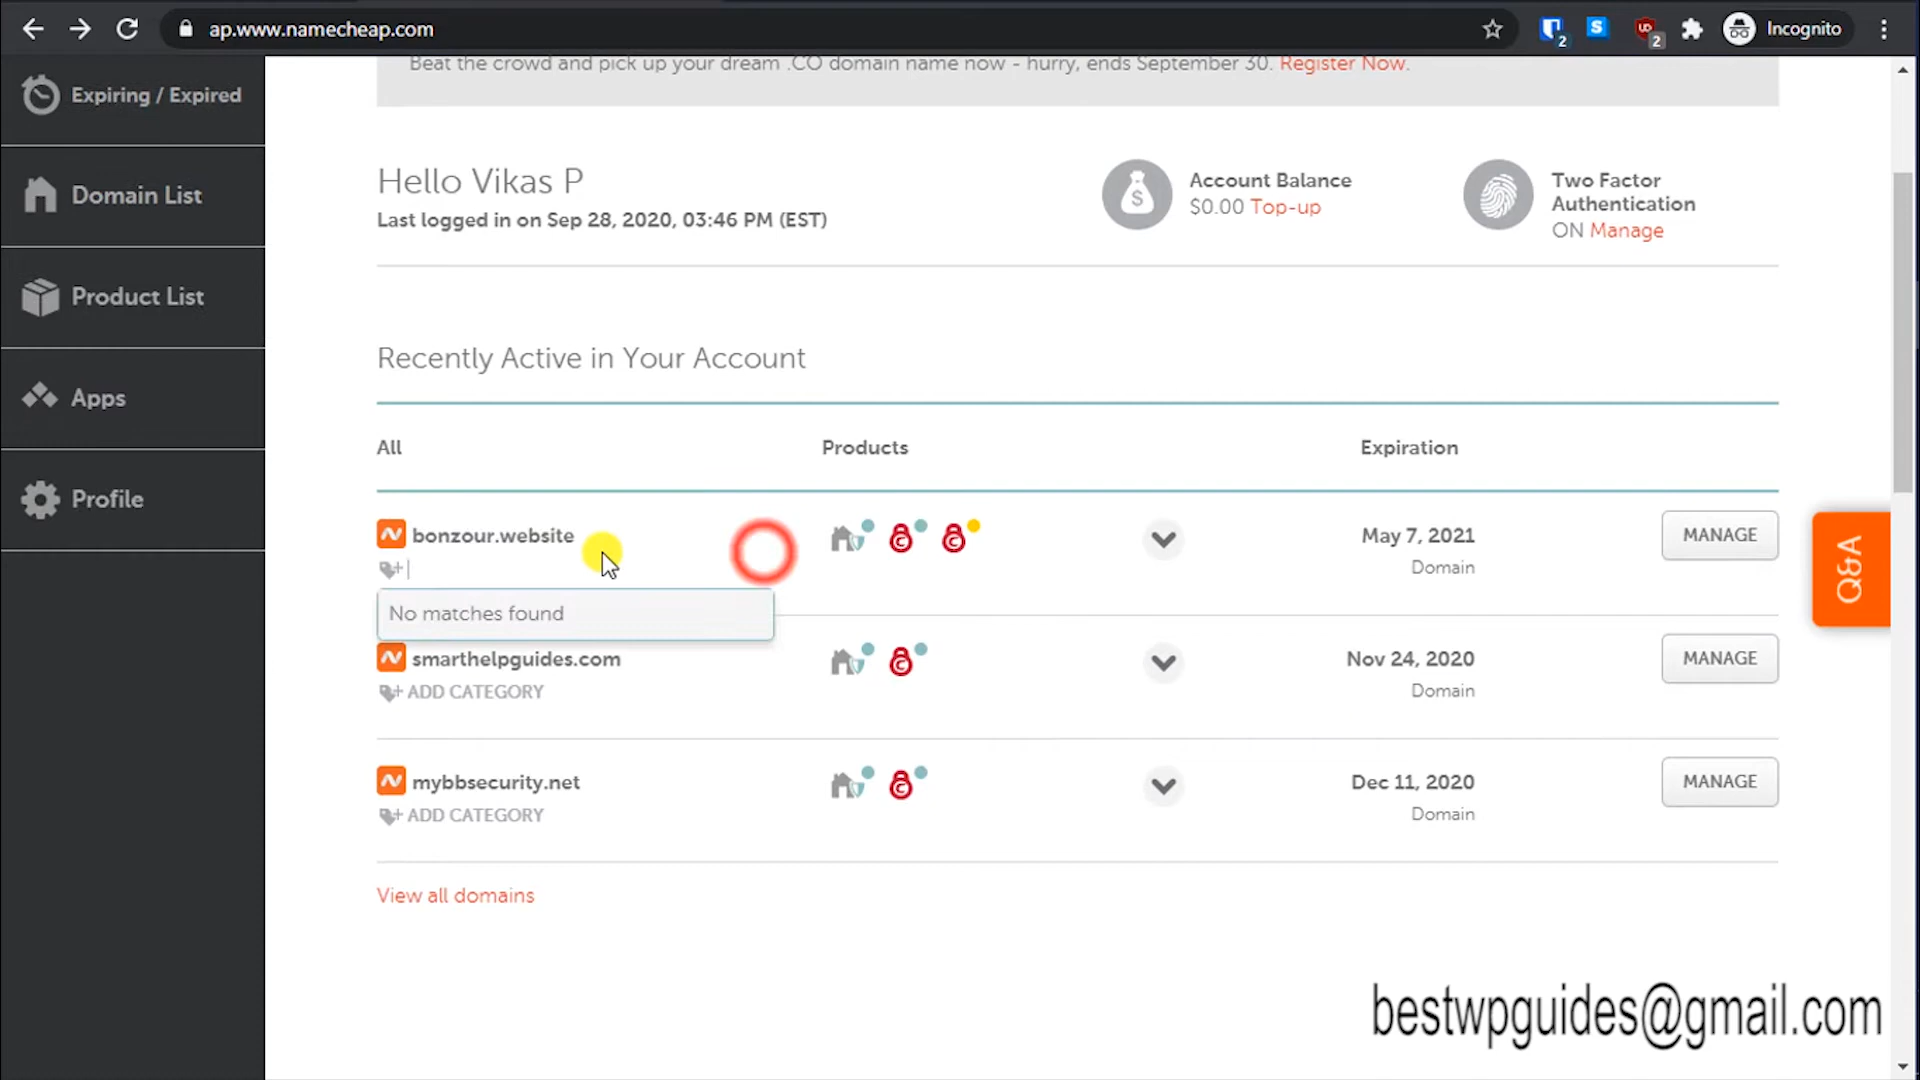 ap.www.namecheap.com
2
S
UD
2
Incognito
Beat the crowd and pick up your dream .CO domain name now - hurry, ends September 30. Register Now.
Expiring / Expired
Domain List
Product List
Apps
Profile
Hello Vikas P
Last logged in on Sep 28, 2020, 03:46 PM (EST)
Account Balance
$0.00 Top-up
Two Factor
Authentication
ON Manage
Recently Active in Your Account
All Products Expiration
bonzour.website May 7, 2021 MANAGE
Domain
No matches found
smarthelpguides.com Nov 24, 2020 MANAGE
ADD CATEGORY Domain
mybbsecurity.net Dec 11, 2020 MANAGE
ADD CATEGORY Domain
View all domains
Q&A
bestwpguides@gmail.com